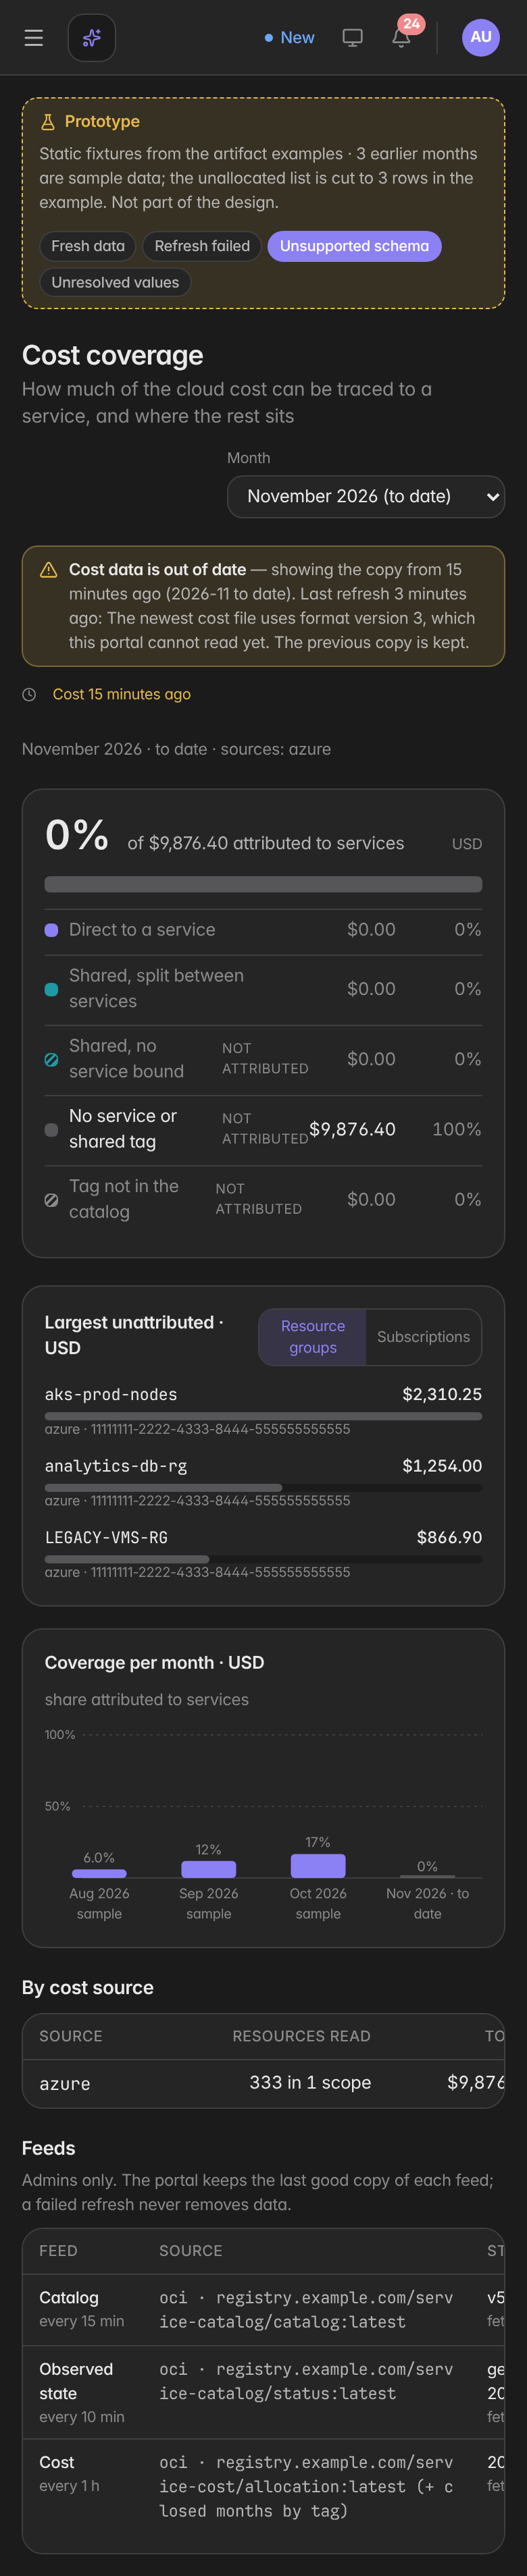 New
24
AU
Prototype
Static fixtures from the artifact examples · 3 earlier months
are sample data; the unallocated list is cut to 3 rows in the
example. Not part of the design.
Fresh data
Refresh failed
Unsupported schema
Unresolved values
Cost coverage
How much of the cloud cost can be traced to a
service, and where the rest sits
Month
November 2026 (to date)
Cost data is out of date — showing the copy from 15
minutes ago (2026-11 to date). Last refresh 3 minutes
ago: The newest cost file uses format version 3, which
this portal cannot read yet. The previous copy is kept.
Cost 15 minutes ago
November 2026 · to date · sources: azure
0% of $9,876.40 attributed to services USD
Direct to a service $0.00 0%
Shared, split between
services
$0.00 0%
Shared, no
service bound
NOT
ATTRIBUTED
$0.00 0%
No service or
shared tag
NOT
ATTRIBUTED
$9,876.40 100%
Tag not in the
catalog
NOT
ATTRIBUTED
$0.00 0%
Largest unattributed ·
USD
Resource
groups
Subscriptions
aks-prod-nodes $2,310.25
azure · 11111111-2222-4333-8444-555555555555
analytics-db-rg $1,254.00
azure · 11111111-2222-4333-8444-555555555555
LEGACY-VMS-RG $866.90
azure · 11111111-2222-4333-8444-555555555555
Coverage per month · USD
share attributed to services
100%
50%
6.0% 12% 17% 0%
Aug 2026
sample
Sep 2026
sample
Oct 2026
sample
Nov 2026 · to
date
By cost source
SOURCE RESOURCES READ TO
azure 333 in 1 scope $9,876
Feeds
Admins only. The portal keeps the last good copy of each feed;
a failed refresh never removes data.
FEED SOURCE ST
Catalog
every 15 min
oci · registry.example.com/serv
ice-catalog/catalog:latest
v5
fet
Observed
state
every 10 min
oci · registry.example.com/serv
ice-catalog/status:latest
ge
20
fet
Cost
every 1 h
oci · registry.example.com/serv
ice-cost/allocation:latest (+ c
losed months by tag)
20
fet